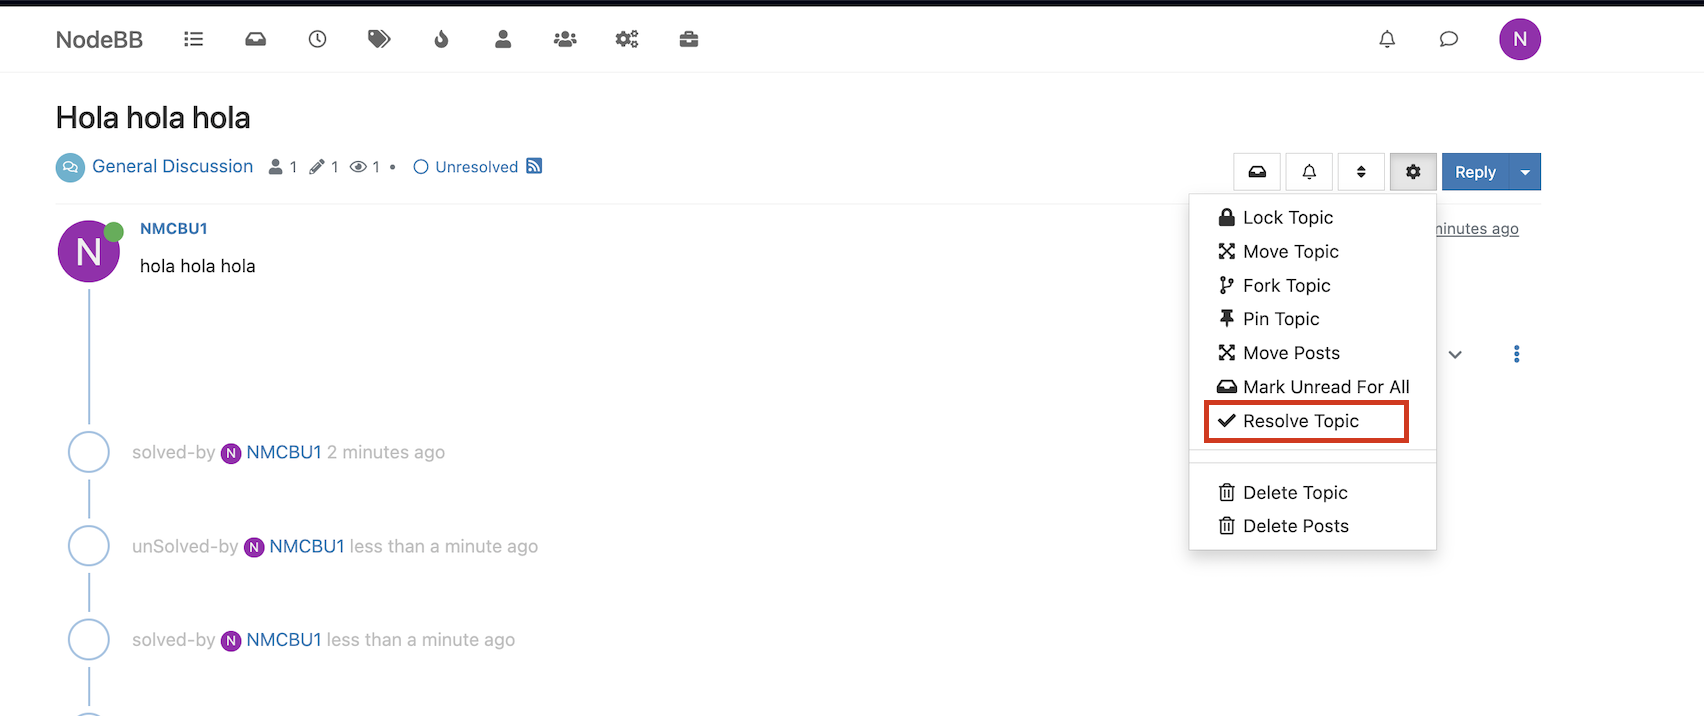 NodeBB
N
Hola hola hola
General Discussion 1 1 1 • Unresolved
Reply
N
NMCBU1
minutes ago
hola hola hola
Lock Topic
Move Topic
Fork Topic
Pin Topic
Move Posts
Mark Unread For All
Resolve Topic
Delete Topic
Delete Posts
solved-by N NMCBU1 2 minutes ago
unSolved-by N NMCBU1 less than a minute ago
solved-by N NMCBU1 less than a minute ago